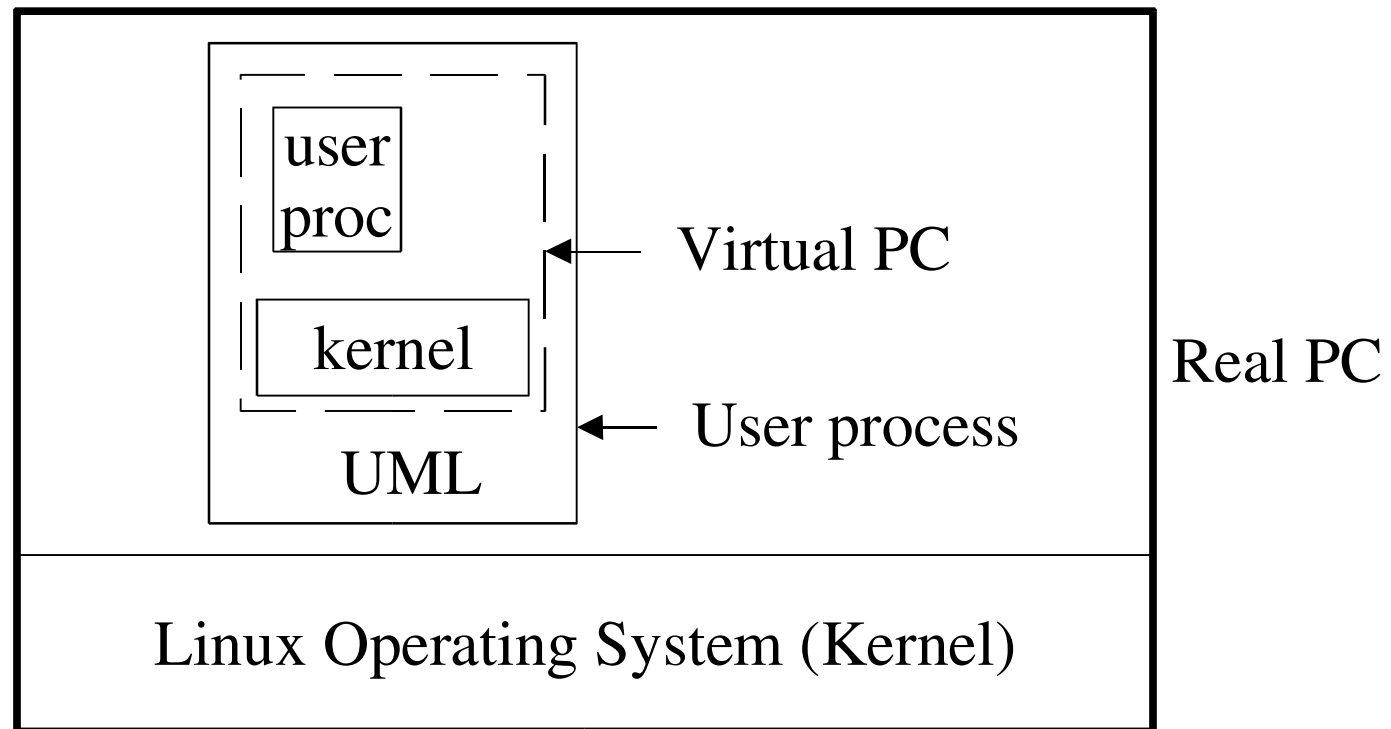 user
proc
Virtual PC
kernel
Real PC
User process
UML
Linux Operating System (Kernel)